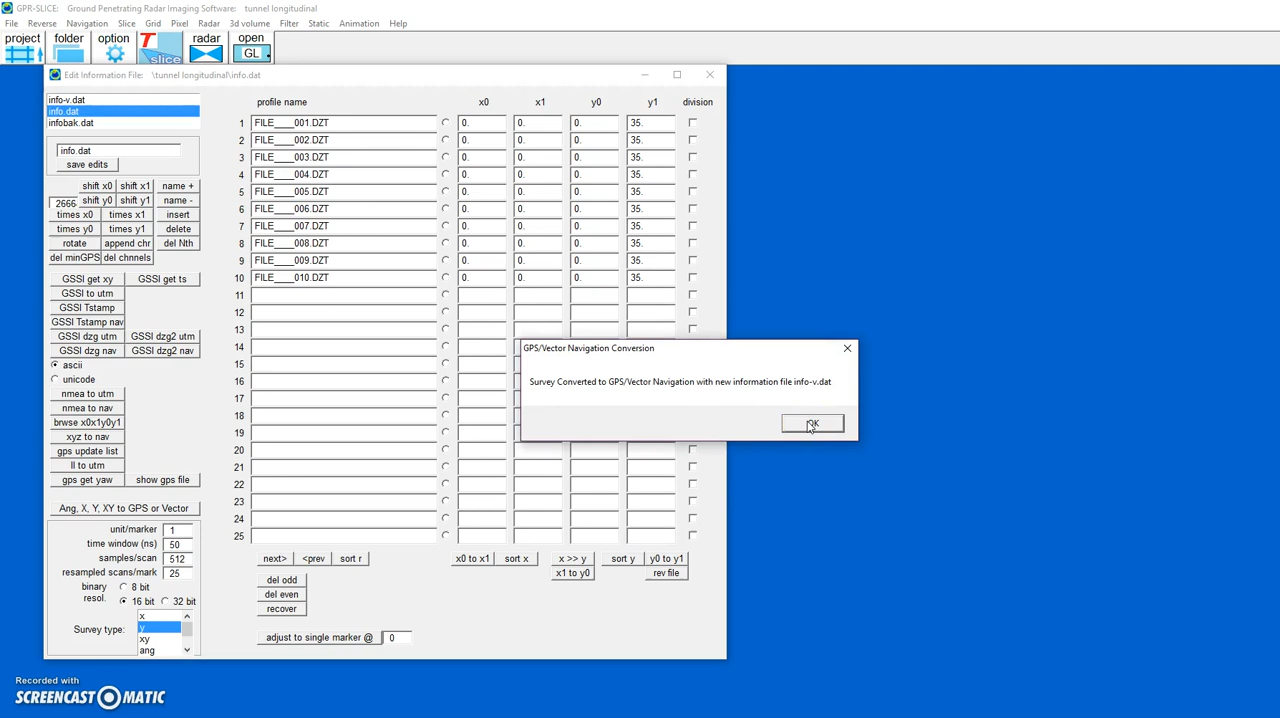 GPR-SLICE:   Ground Penetrating Radar Imaging Software:   tunnel longitudinal
File Reverse Navigation Slice Grid Pixel Radar 3d volume Filter Static Animation Help
project folder option T slice radar open GL
Edit Information File:   \tunnel longitudinal\info.dat
info-v.dat
info.dat
infobak.dat
info.dat
save edits
shift x0 shift x1 name +
2666 shift y0 shift y1 name -
times x0 times x1 insert
times y0 times y1 delete
rotate append chr del Nth
del minGPS del chnnels
GSSI get xy GSSI get ts
GSSI to utm
GSSI Tstamp
GSSI Tstamp nav
GSSI dzg utm GSSI dzg2 utm
GSSI dzg nav GSSI dzg2 nav
ascii
unicode
nmea to utm
nmea to nav
brwse x0x1y0y1
xyz to nav
gps update list
ll to utm
gps get yaw show gps file
Ang, X, Y, XY to GPS or Vector
unit/marker 1
time window (ns) 50
samples/scan 512
resampled scans/mark 25
binary resol. 8 bit
16 bit 32 bit
Survey type: x
y
xy
ang
profile name x0 x1 y0 y1 division
1 FILE____001.DZT 0. 0. 0. 35.
2 FILE____002.DZT 0. 0. 0. 35.
3 FILE____003.DZT 0. 0. 0. 35.
4 FILE____004.DZT 0. 0. 0. 35.
5 FILE____005.DZT 0. 0. 0. 35.
6 FILE____006.DZT 0. 0. 0. 35.
7 FILE____007.DZT 0. 0. 0. 35.
8 FILE____008.DZT 0. 0. 0. 35.
9 FILE____009.DZT 0. 0. 0. 35.
10 FILE____010.DZT 0. 0. 0. 35.
11
12
13
14
15
16
17
18
19
20
21
22
23
24
25
next> <prev sort r x0 to x1 sort x x >> y sort y y0 to y1
x1 to y0 rev file
del odd
del even
recover
adjust to single marker @ 0
GPS/Vector Navigation Conversion
Survey Converted to GPS/Vector Navigation with new information file info-v.dat
OK
Recorded with
SCREENCAST-O-MATIC